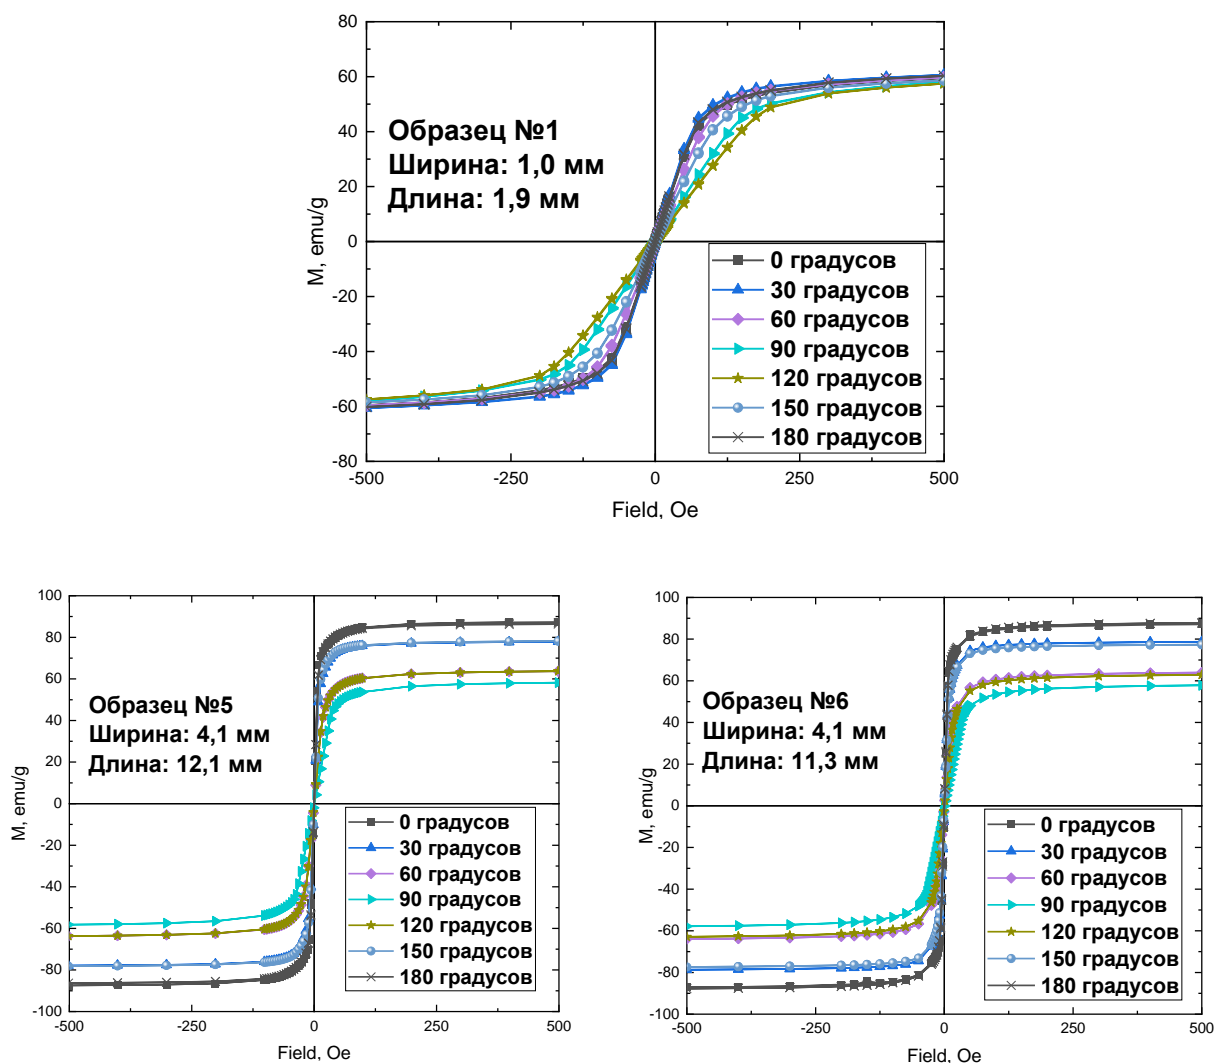 80
60
40
20
0
-20
-40
-60
-80
M, emu/g
Образец №1
Ширина: 1,0 мм
Длина: 1,9 мм
0 градусов
30 градусов
60 градусов
90 градусов
120 градусов
150 градусов
180 градусов
-500 -250 0 250 500
Field, Oe
100
80
60
40
20
0
-20
-40
-60
-80
-100
M, emu/g
Образец №5
Ширина: 4,1 мм
Длина: 12,1 мм
0 градусов
30 градусов
60 градусов
90 градусов
120 градусов
150 градусов
180 градусов
-500 -250 0 250 500
Field, Oe
100
80
60
40
20
0
-20
-40
-60
-80
-100
M, emu/g
Образец №6
Ширина: 4,1 мм
Длина: 11,3 мм
0 градусов
30 градусов
60 градусов
90 градусов
120 градусов
150 градусов
180 градусов
-500 -250 0 250 500
Field, Oe